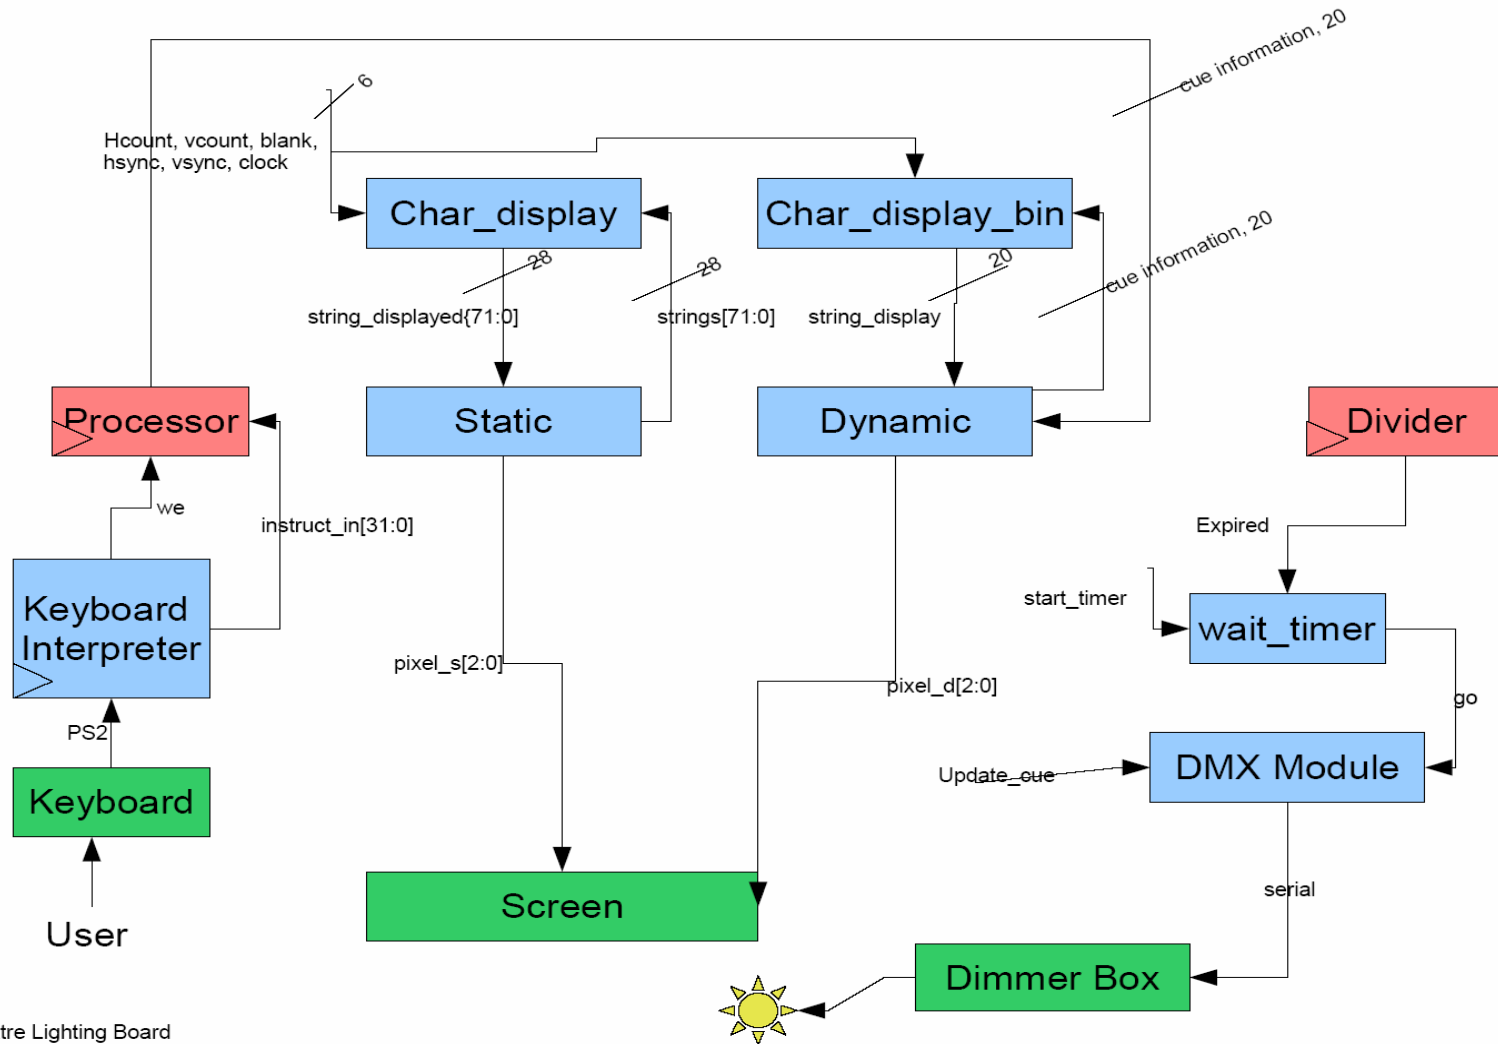 cue information, 20
6
Hcount, vcount, blank,
hsync, vsync, clock
Char_display
Char_display_bin
28
28
20
cue information, 20
string_displayed{71:0]
strings[71:0]
string_display
Processor
Static
Dynamic
Divider
we
instruct_in[31:0]
Expired
Keyboard
Interpreter
start_timer
wait_timer
pixel_s[2:0]
pixel_d[2:0]
go
PS2
Update_cue
DMX Module
Keyboard
serial
Screen
User
Dimmer Box
tre Lighting Board